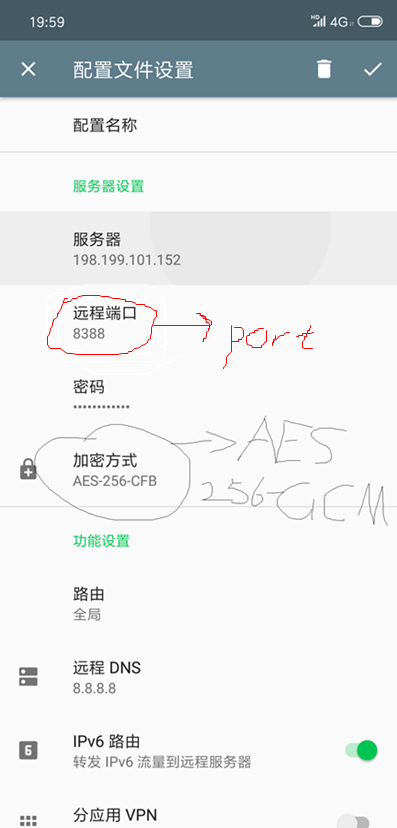 19:59
HD 4G
配置文件设置
配置名称
服务器设置
服务器
198.199.101.152
远程端口
8388
port
密码
••••••••••••
加密方式
AES-256-CFB
AES
256-GCM
功能设置
路由
全局
远程 DNS
8.8.8.8
6
IPv6 路由
转发 IPv6 流量到远程服务器
分应用 VPN